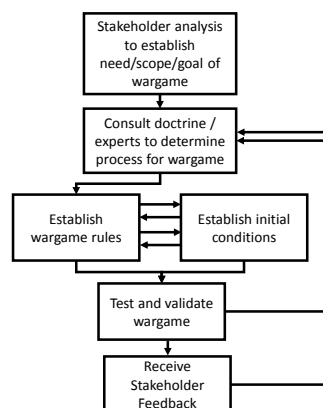 Stakeholder analysis
to establish
need/scope/goal of
wargame
Consult doctrine /
experts to determine
process for wargame
Establish
wargame rules
Establish initial
conditions
Test and validate
wargame
Receive
Stakeholder
Feedback